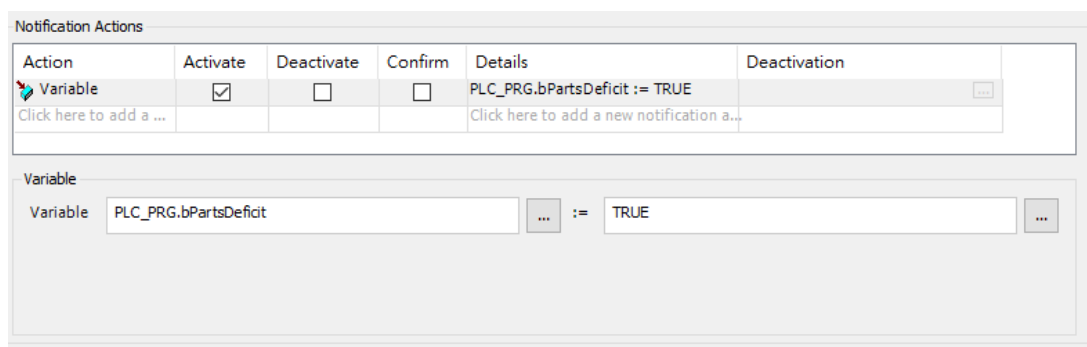 Notification Actions
Action Activate Deactivate Confirm Details Deactivation
Variable PLC_PRG.bPartsDeficit := TRUE ...
Click here to add a ... Click here to add a new notification a...
Variable
Variable PLC_PRG.bPartsDeficit ... := TRUE ...